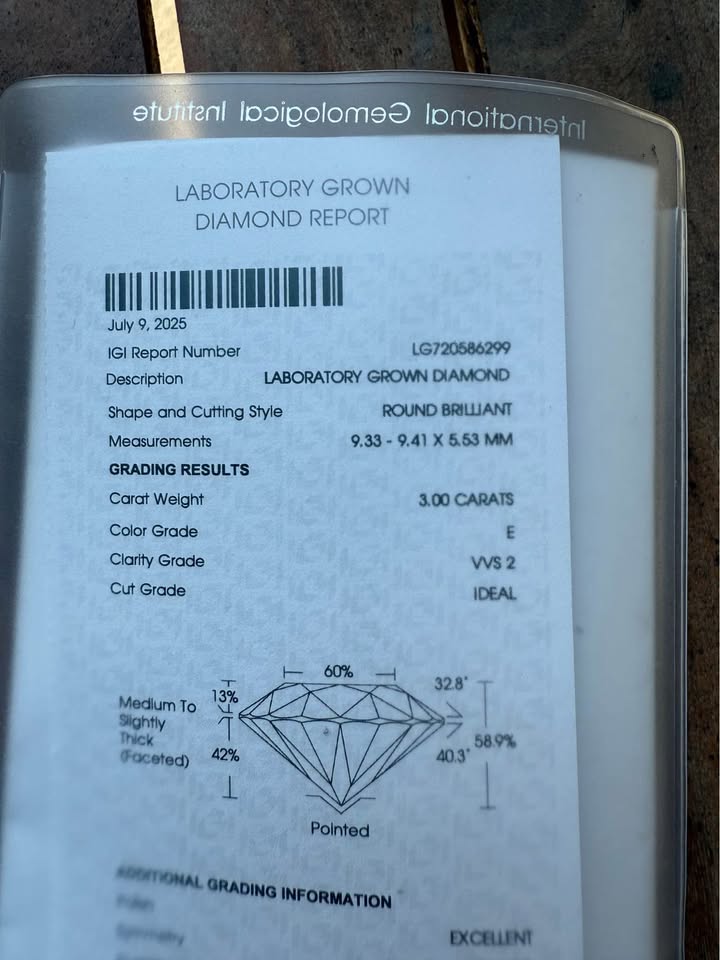 International Gemological Institute
LABORATORY GROWN
DIAMOND REPORT
July 9, 2025
IGI Report Number LG720586299
Description LABORATORY GROWN DIAMOND
Shape and Cutting Style ROUND BRILLIANT
Measurements 9.33 - 9.41 X 5.53 MM
GRADING RESULTS
Carat Weight 3.00 CARATS
Color Grade E
Clarity Grade VVS 2
Cut Grade IDEAL
60%
13% 32.8°
Medium To
Slightly
Thick
(Faceted)
42% 40.3° 58.9%
Pointed
ADDITIONAL GRADING INFORMATION
Polish
Symmetry EXCELLENT